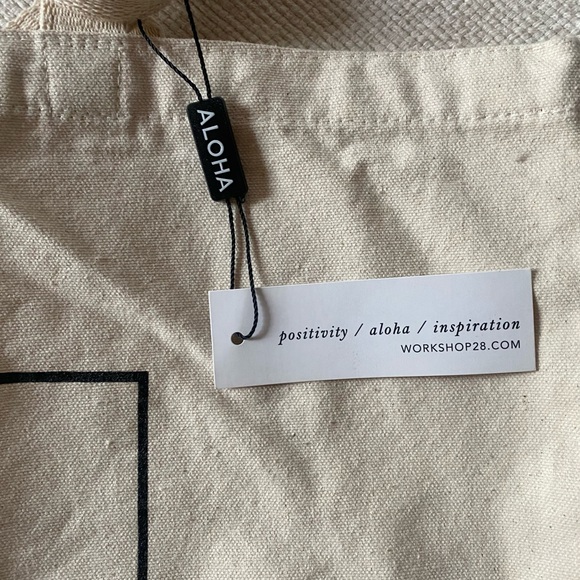 ALOHA
positivity / aloha / inspiration
WORKSHOP28.COM